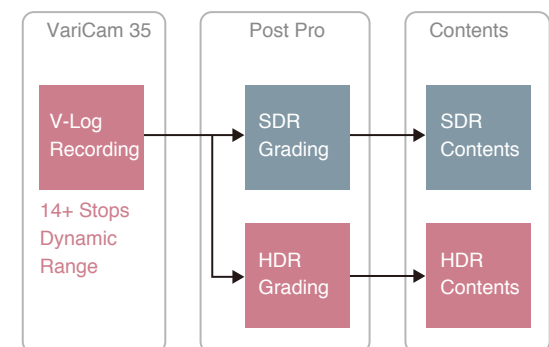 VariCam 35
Post Pro
Contents
V-Log
Recording
14+ Stops
Dynamic
Range
SDR
Grading
SDR
Contents
HDR
Grading
HDR
Contents